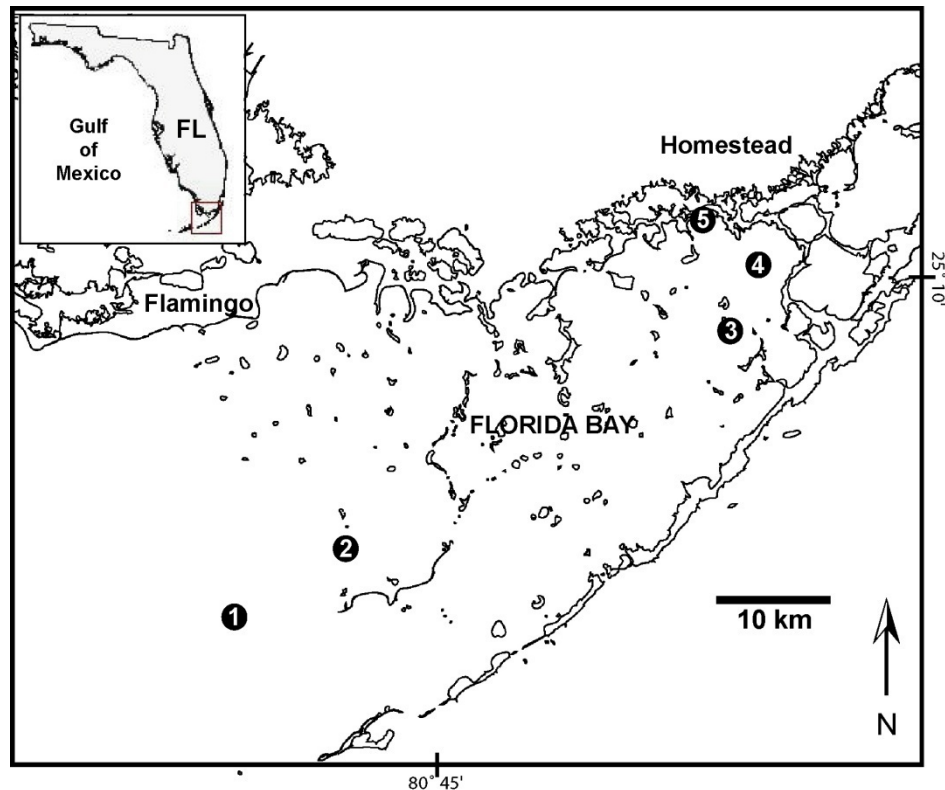 Gulf
of
Mexico
FL
Homestead
5
4
25° 10'
Flamingo
3
FLORIDA BAY
2
1
10 km
N
80° 45'